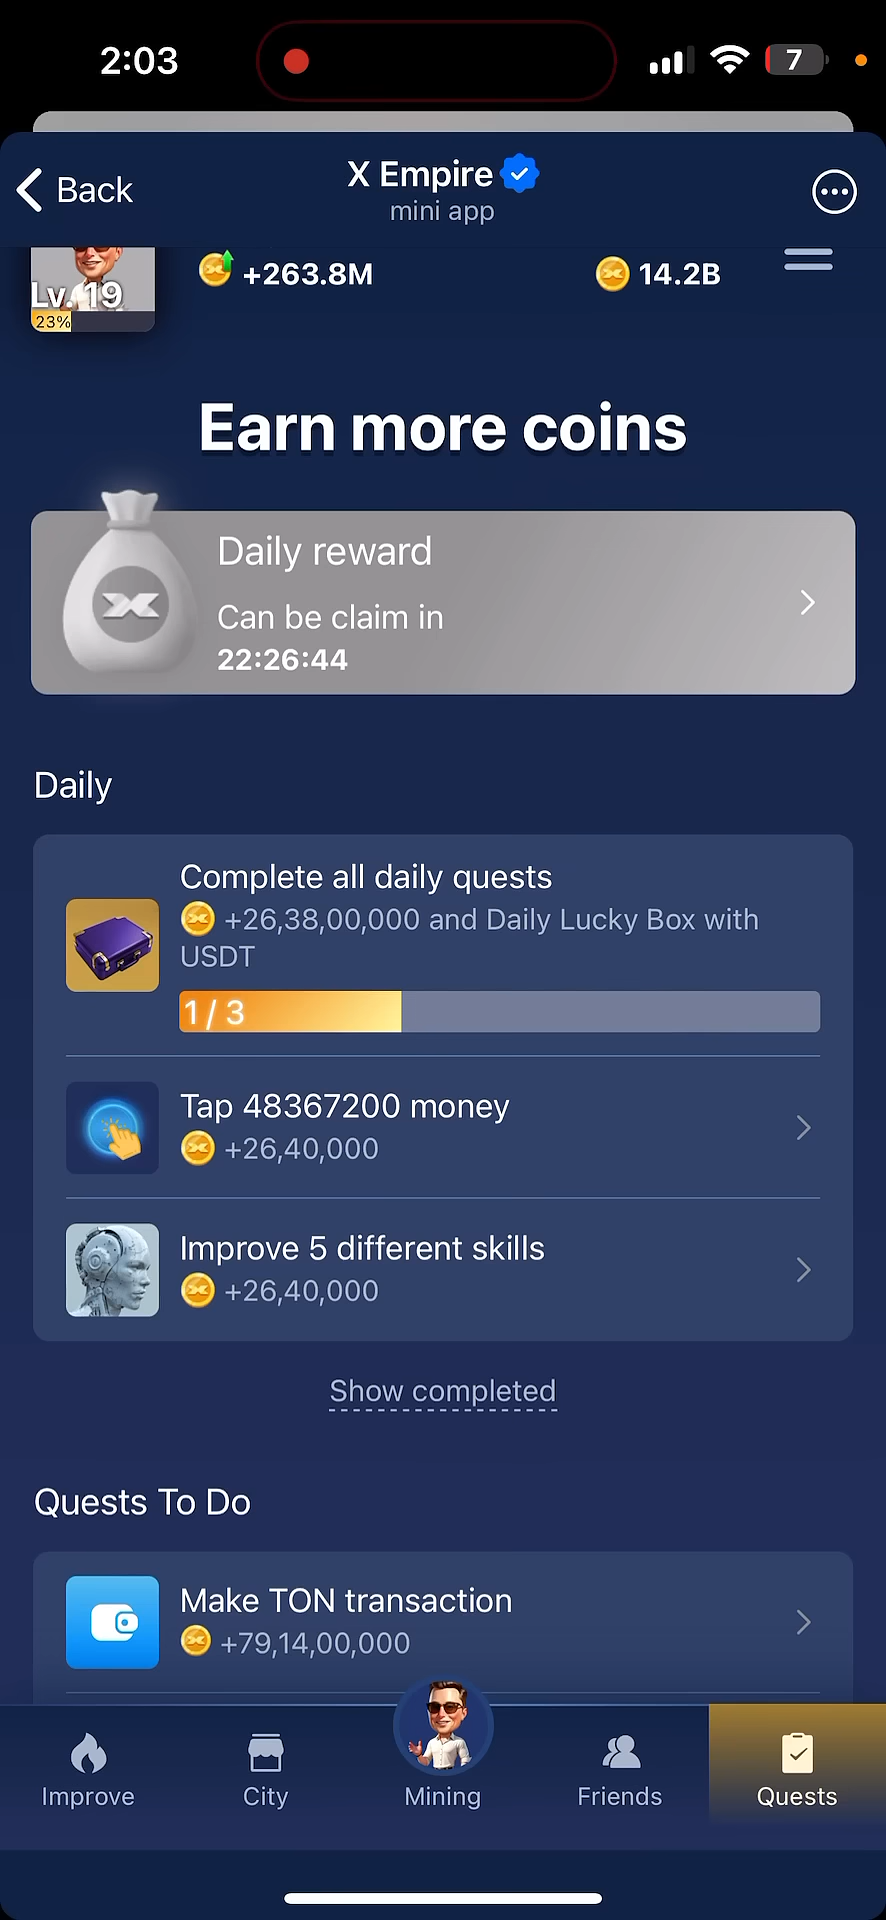 2:03
7
Back
X Empire
mini app
Lv. 19
23%
+263.8M
14.2B
Earn more coins
Daily reward
Can be claim in
22:26:44
Daily
Complete all daily quests
+26,38,00,000 and Daily Lucky Box with
USDT
1 / 3
Tap 48367200 money
+26,40,000
Improve 5 different skills
+26,40,000
Show completed
Quests To Do
Make TON transaction
+79,14,00,000
Improve
City
Mining
Friends
Quests